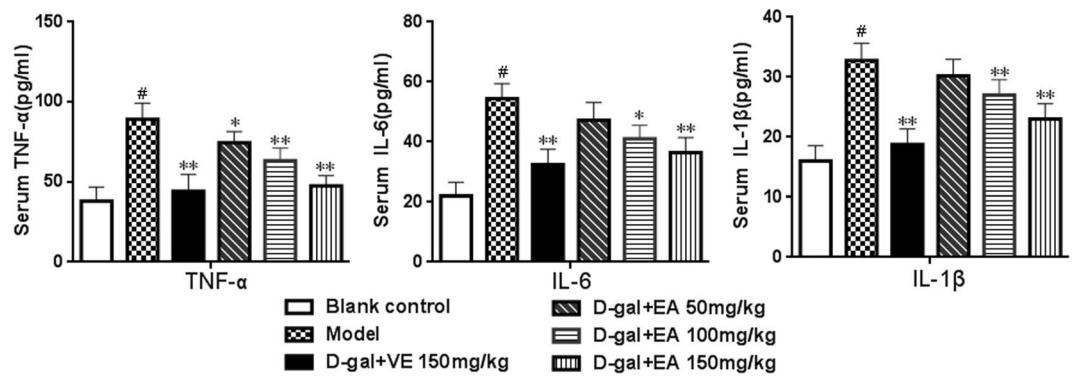 Serum TNF-α(pg/ml)
150
100
50
0
#
**
*
**
**
TNF-α
Serum IL-6(pg/ml)
80
60
40
20
0
#
**
*
**
IL-6
Serum IL-1β(pg/ml)
40
30
20
10
0
#
**
**
**
IL-1β
Blank control
Model
D-gal+VE 150mg/kg
D-gal+EA 50mg/kg
D-gal+EA 100mg/kg
D-gal+EA 150mg/kg